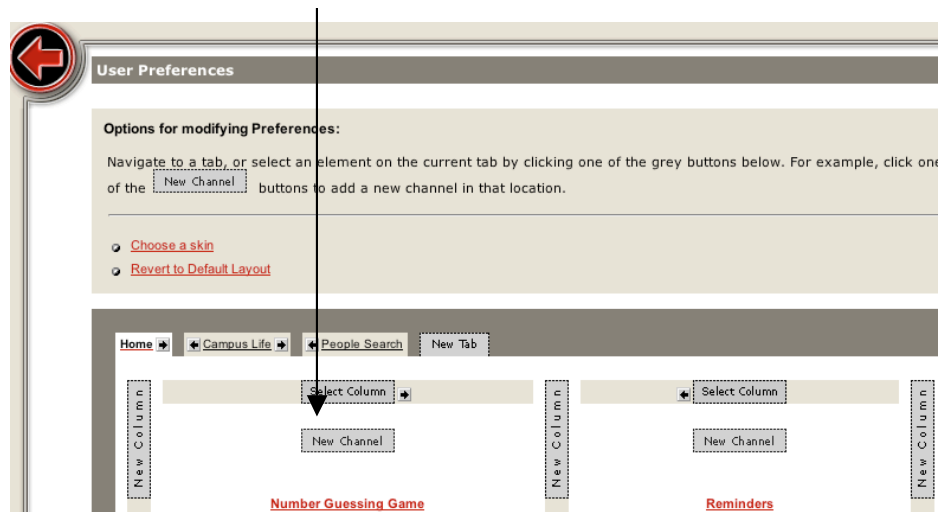 User Preferences
Options for modifying Preferences:
Navigate to a tab, or select an element on the current tab by clicking one of the grey buttons below. For example, click one
of the New Channel buttons to add a new channel in that location.
Choose a skin
Revert to Default Layout
Home Campus Life People Search New Tab
New Column Select Column New Column Select Column New Column
New Channel New Channel
Number Guessing Game Reminders